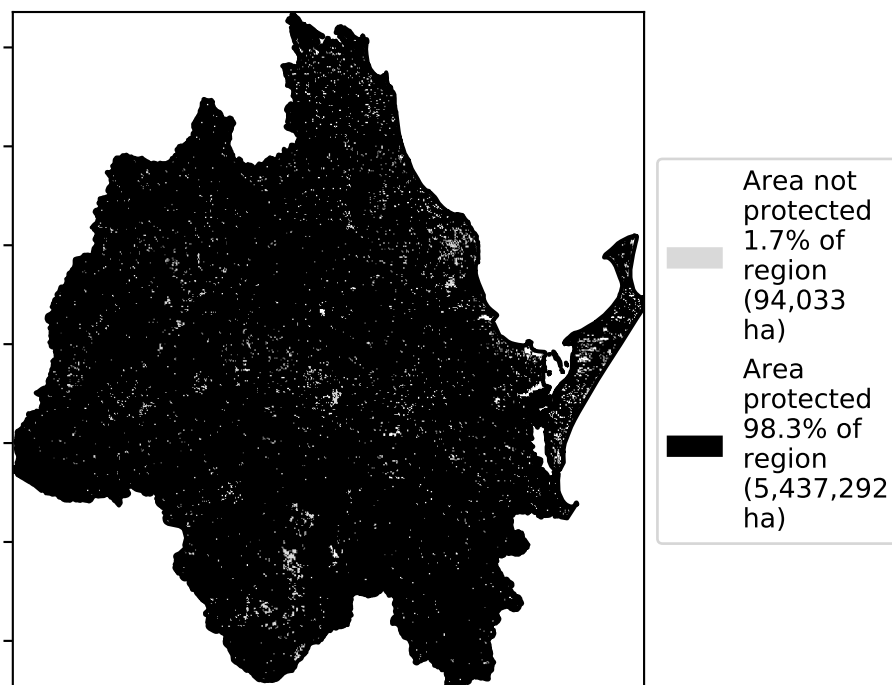 Area not
protected
1.7% of
region
(94,033
ha)
Area
protected
98.3% of
region
(5,437,292
ha)